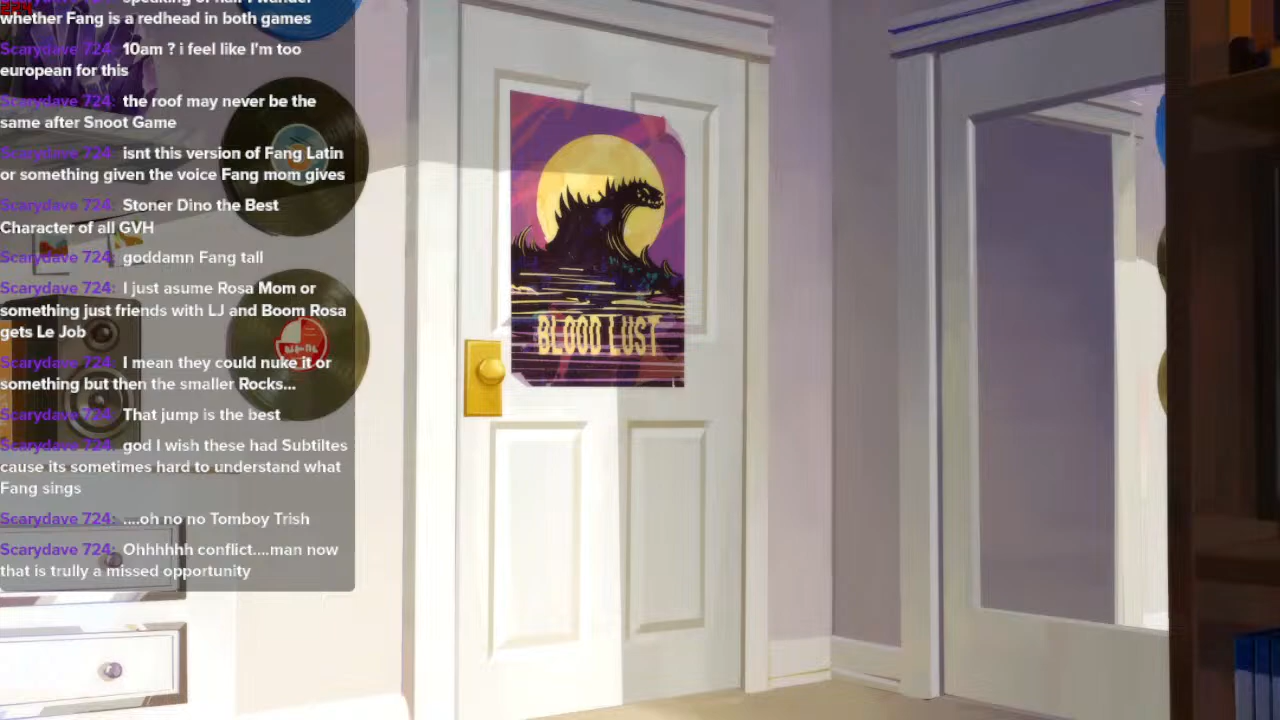 speaking of hair I wander
whether Fang is a redhead in both games
Scarydave 724: 10am ? i feel like I'm too
european for this
Scarydave 724: the roof may never be the
same after Snoot Game
Scarydave 724: isnt this version of Fang Latin
or something given the voice Fang mom gives
Scarydave 724: Stoner Dino the Best
Character of all GVH
Scarydave 724: goddamn Fang tall
Scarydave 724: I just asume Rosa Mom or
something just friends with LJ and Boom Rosa
gets Le Job
Scarydave 724: I mean they could nuke it or
something but then the smaller Rocks...
Scarydave 724: That jump is the best
Scarydave 724: god I wish these had Subtiltes
cause its sometimes hard to understand what
Fang sings
Scarydave 724: ....oh no no Tomboy Trish
Scarydave 724: Ohhhhhh conflict....man now
that is trully a missed opportunity
BLOOD LUST